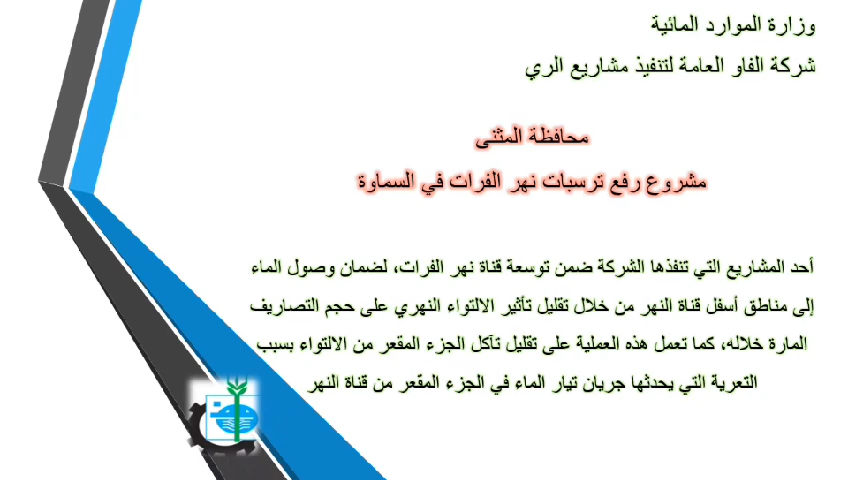 وزارة الموارد المائية
شركة الفاو العامة لتنفيذ مشاريع الري
محافظة المثنى
مشروع رفع ترسبات نهر الفرات في السماوة
أحد المشاريع التي تنفذها الشركة ضمن توسعة قناة نهر الفرات، لضمان وصول الماء
إلى مناطق أسفل قناة النهر من خلال تقليل تأثير الالتواء النهري على حجم التصاريف
المارة خلاله، كما تعمل هذه العملية على تقليل تآكل الجزء المقعر من الالتواء بسبب
التعرية التي يحدثها جريان تيار الماء في الجزء المقعر من قناة النهر